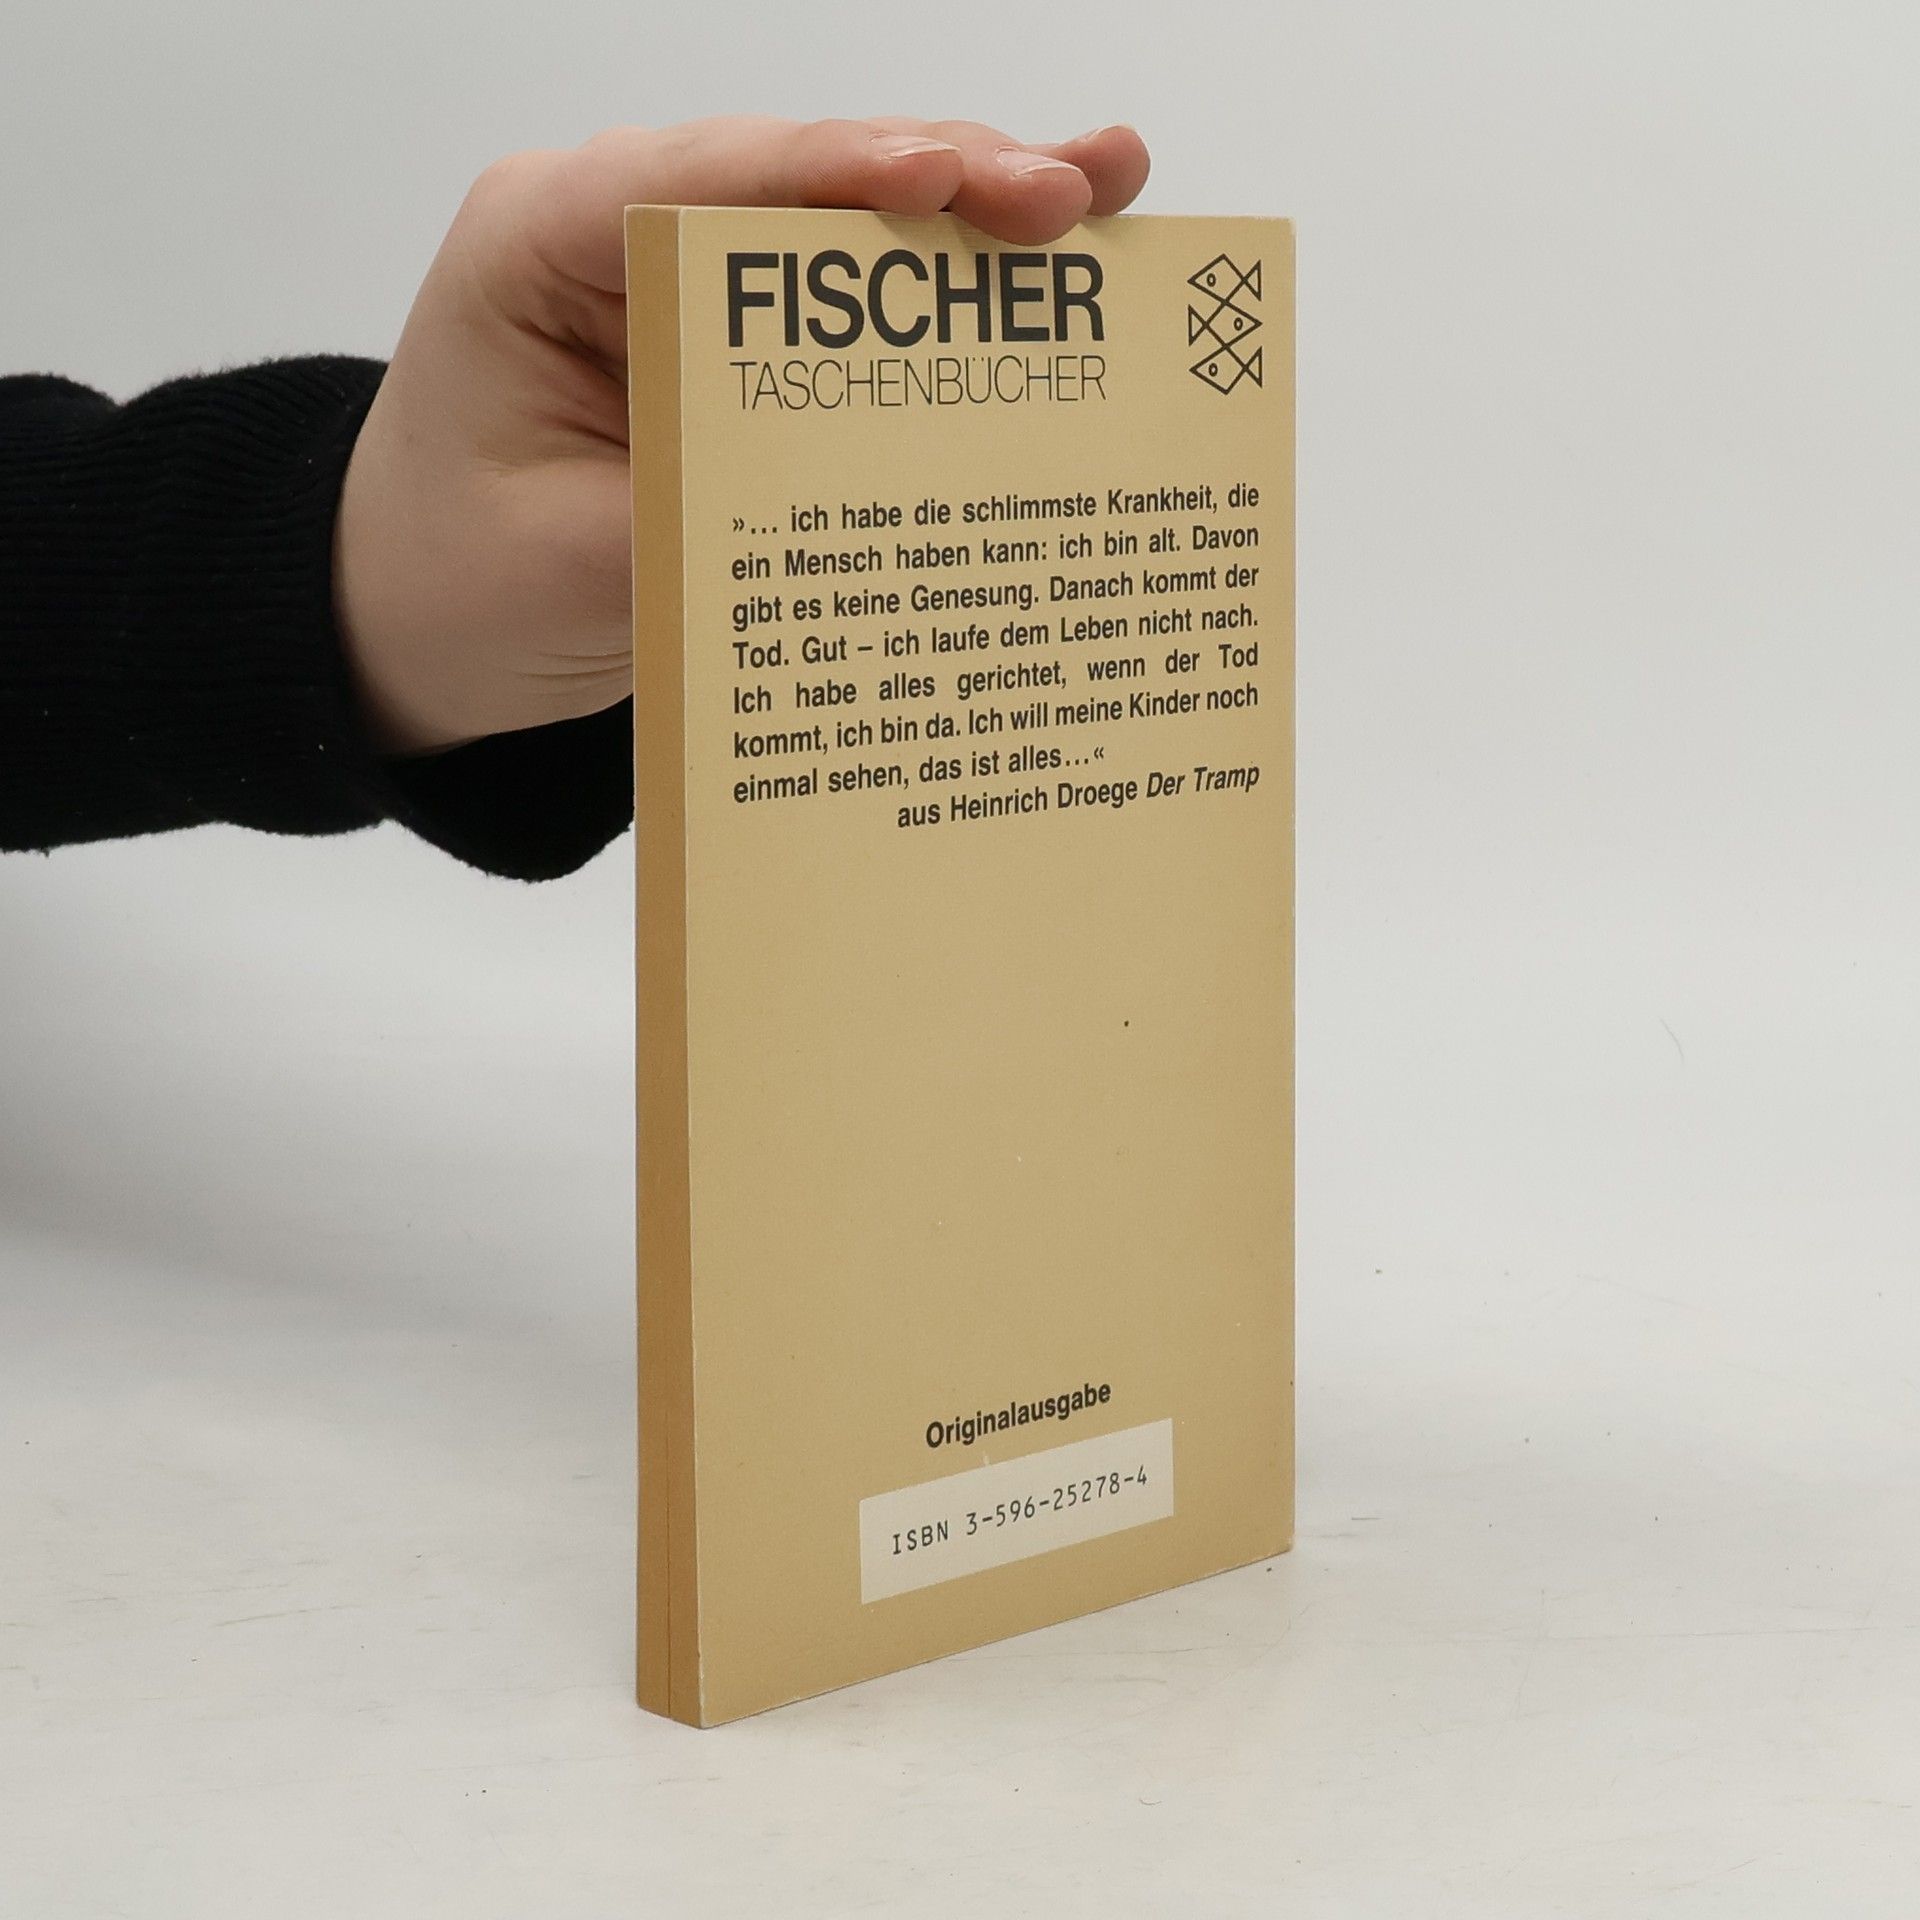 FISCHER
TASCHENBÜCHER
»... ich habe die schlimmste Krankheit, die
ein Mensch haben kann: ich bin alt. Davon
gibt es keine Genesung. Danach kommt der
Tod. Gut – ich laufe dem Leben nicht nach.
Ich habe alles gerichtet, wenn der Tod
kommt, ich bin da. Ich will meine Kinder noch
einmal sehen, das ist alles...«
aus Heinrich Droege Der Tramp
Originalausgabe
ISBN 3-596-25278-4